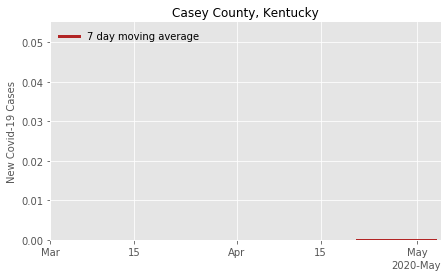 Casey County, Kentucky
7 day moving average
New Covid-19 Cases
0.05
0.04
0.03
0.02
0.01
0.00
Mar
15
Apr
15
May
2020-May